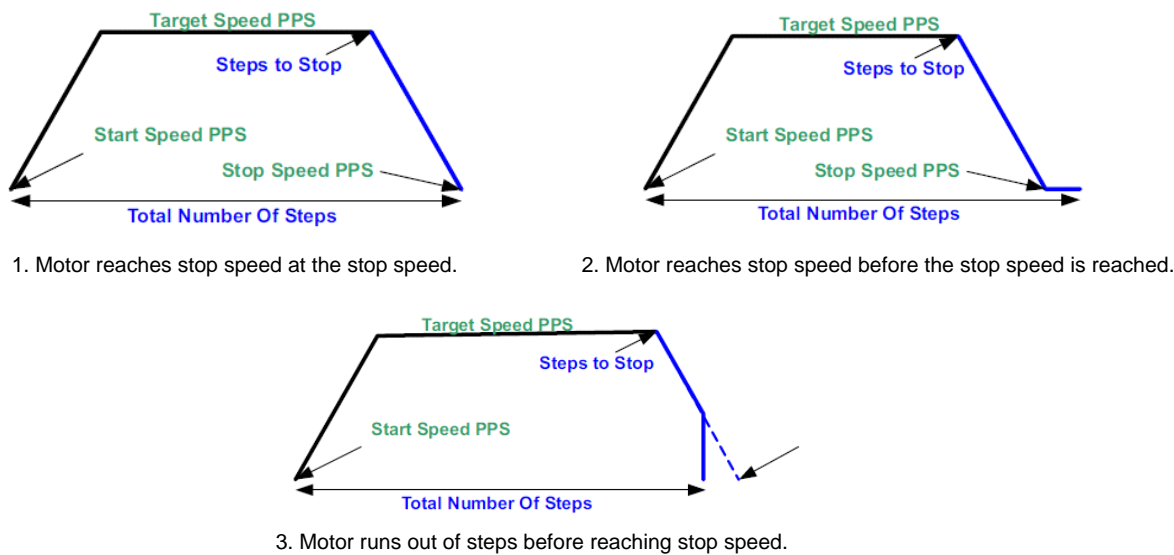 Target Speed PPS
Steps to Stop
Start Speed PPS
Stop Speed PPS
Total Number Of Steps
1. Motor reaches stop speed at the stop speed.
Target Speed PPS
Steps to Stop
Start Speed PPS
Stop Speed PPS
Total Number Of Steps
2. Motor reaches stop speed before the stop speed is reached.
Target Speed PPS
Steps to Stop
Start Speed PPS
Total Number Of Steps
3. Motor runs out of steps before reaching stop speed.